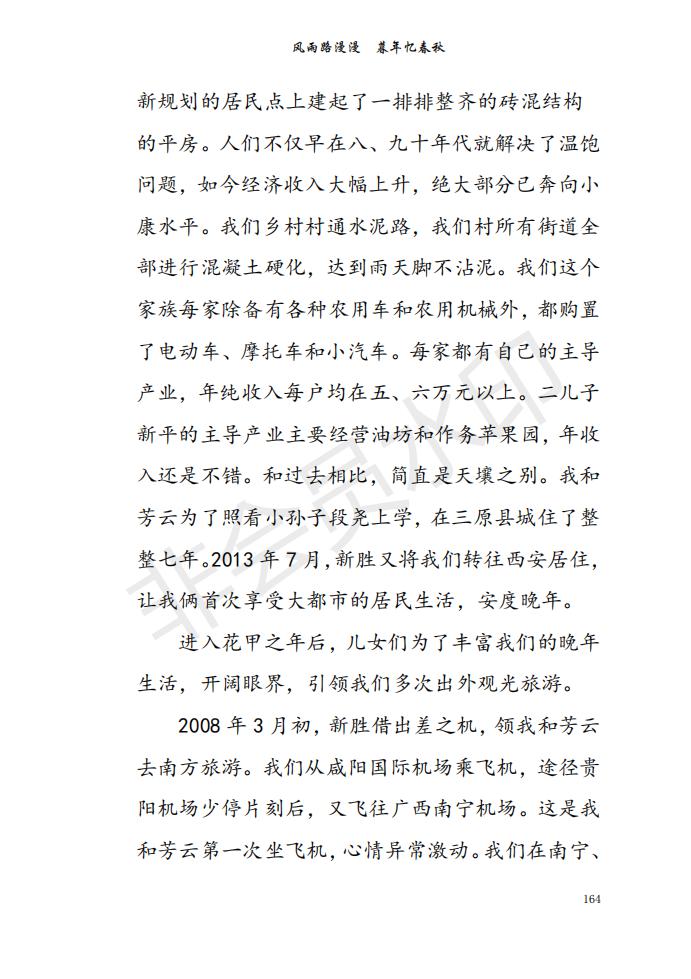 风雨路漫漫　暮年忆春秋
新规划的居民点上建起了一排排整齐的砖混结构
的平房。人们不仅早在八、九十年代就解决了温饱
问题，如今经济收入大幅上升，绝大部分已奔向小
康水平。我们乡村村通水泥路，我们村所有街道全
部进行混凝土硬化，达到雨天脚不沾泥。我们这个
家族每家除备有各种农用车和农用机械外，都购置
了电动车、摩托车和小汽车。每家都有自己的主导
产业，年纯收入每户均在五、六万元以上。二儿子
新平的主导产业主要经营油坊和作务苹果园，年收
入还是不错。和过去相比，简直是天壤之别。我和
芳云为了照看小孙子段尧上学，在三原县城住了整
整七年。2013 年 7 月，新胜又将我们转往西安居住，
让我俩首次享受大都市的居民生活，安度晚年。
进入花甲之年后，儿女们为了丰富我们的晚年
生活，开阔眼界，引领我们多次出外观光旅游。
2008 年 3 月初，新胜借出差之机，领我和芳云
去南方旅游。我们从咸阳国际机场乘飞机，途径贵
阳机场少停片刻后，又飞往广西南宁机场。这是我
和芳云第一次坐飞机，心情异常激动。我们在南宁、
164
非会员水印